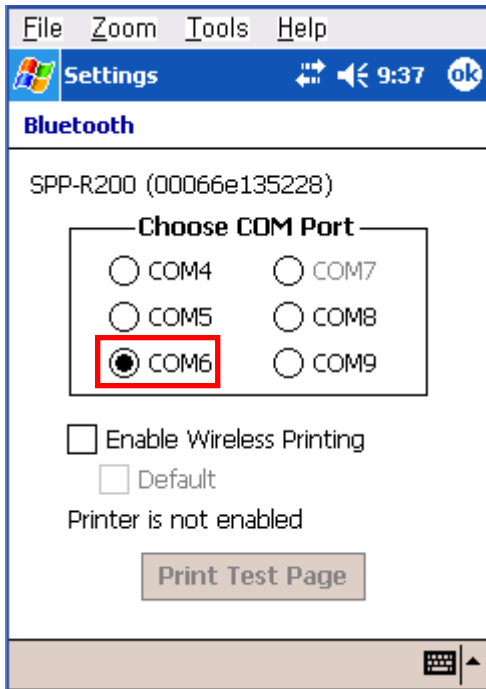 File Zoom Tools Help
Settings 9:37 ok
Bluetooth
SPP-R200 (00066e135228)
Choose COM Port
COM4 COM7
COM5 COM8
COM6 COM9
Enable Wireless Printing
Default
Printer is not enabled
Print Test Page